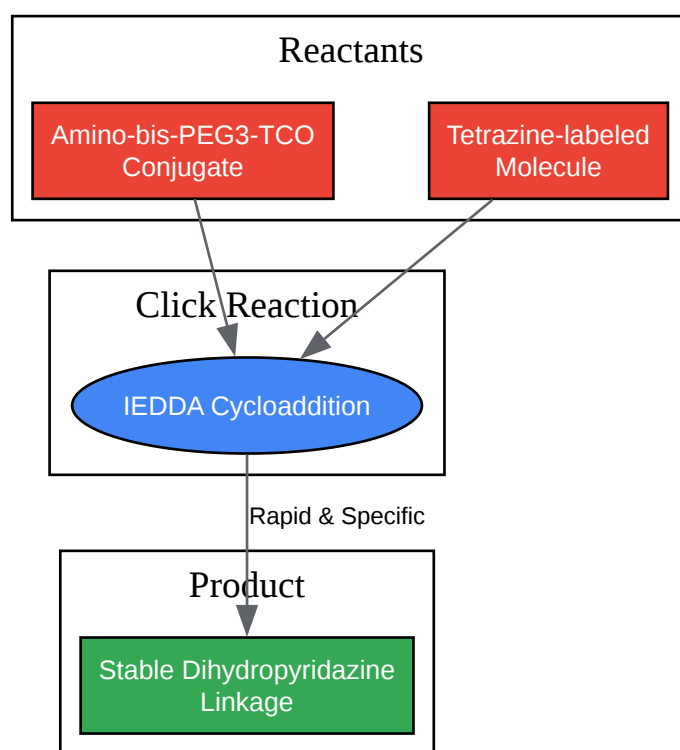 Reactants
Amino-bis-PEG3-TCO
Conjugate
Tetrazine-labeled
Molecule
Click Reaction
IEDDA Cycloaddition
Rapid & Specific
Product
Stable Dihydropyridazine
Linkage